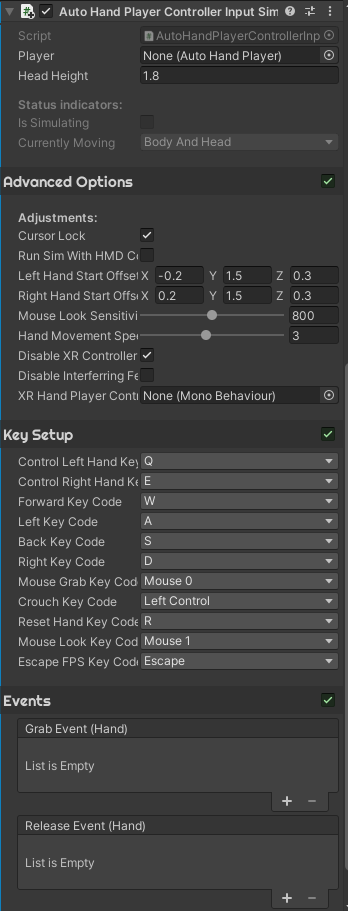 Auto Hand Player Controller Input Sim
Script AutoHandPlayerControllerInp
Player None (Auto Hand Player)
Head Height 1.8
Status indicators:
Is Simulating
Currently Moving Body And Head
Advanced Options
Adjustments:
Cursor Lock
Run Sim With HMD Co
Left Hand Start Offset X -0.2 Y 1.5 Z 0.3
Right Hand Start Offse X 0.2 Y 1.5 Z 0.3
Mouse Look Sensitivi 800
Hand Movement Spee 3
Disable XR Controller
Disable Interferring Fe
XR Hand Player Contr None (Mono Behaviour)
Key Setup
Control Left Hand Key Q
Control Right Hand Ke E
Forward Key Code W
Left Key Code A
Back Key Code S
Right Key Code D
Mouse Grab Key Code Mouse 0
Crouch Key Code Left Control
Reset Hand Key Code R
Mouse Look Key Cod Mouse 1
Escape FPS Key Code Escape
Events
Grab Event (Hand)
List is Empty
+ −
Release Event (Hand)
List is Empty
+ −